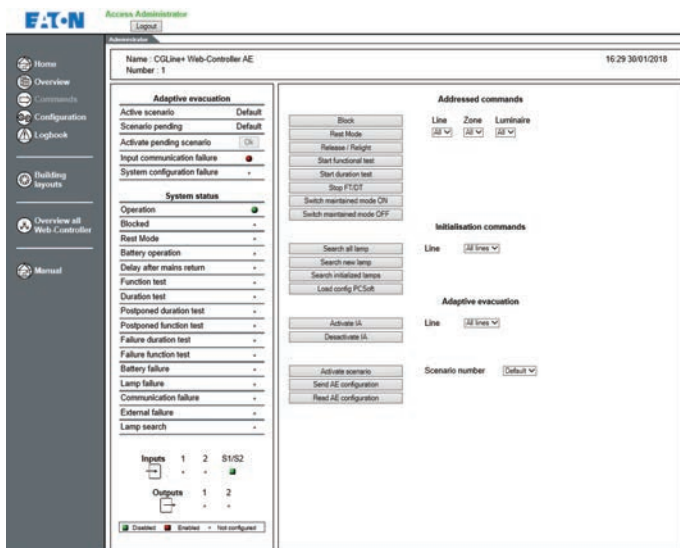 EATON
Access Administrator
Logout
Administrator
Name : CGLine+ Web-Controller AE
Number : 1
16:29 30/01/2018
Home
Overview
Commands
Configuration
Logbook
Building
layouts
Overview all
Web-Controller
Manual
Adaptive evacuation
Active scenario Default
Scenario pending Default
Activate pending scenario Ok
Input communication failure
System configuration failure
System status
Operation
Blocked
Rest Mode
Battery operation
Delay after mains return
Function test
Duration test
Postponed duration test
Postponed function test
Failure duration test
Failure function test
Battery failure
Lamp failure
Communication failure
External failure
Lamp search
Inputs 1 2 S1/S2
Outputs 1 2
Disabled Enabled Not configured
Addressed commands
Block
Rest Mode
Release / Relight
Start functional test
Start duration test
Stop FT/DT
Switch maintained mode ON
Switch maintained mode OFF
Line Zone Luminaire
All All All
Initialisation commands
Search all lamp
Search new lamp
Search initialized lamps
Load config PCSoft
Line All lines
Adaptive evacuation
Activate IA
Desactivate IA
Line All lines
Activate scenario
Send AE configuration
Read AE configuration
Scenario number Default